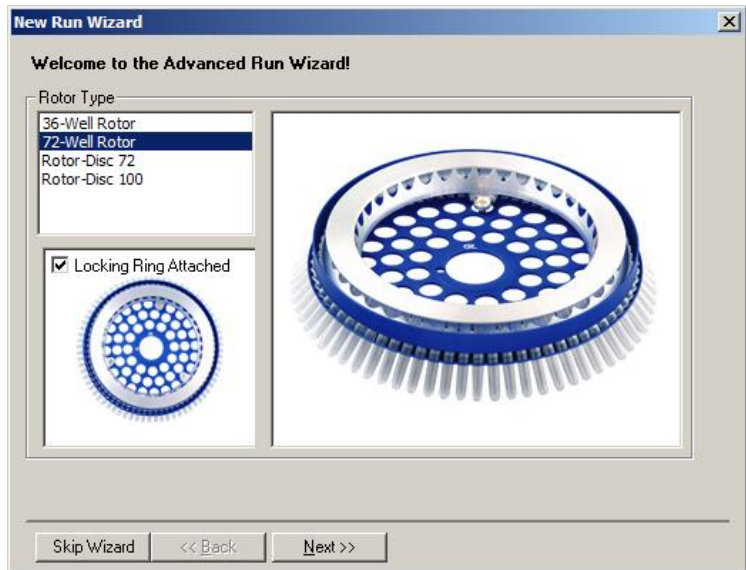 New Run Wizard
Welcome to the Advanced Run Wizard!
Rotor Type
36-Well Rotor
72-Well Rotor
Rotor-Disc 72
Rotor-Disc 100
Locking Ring Attached
Skip Wizard
<< Back
Next >>